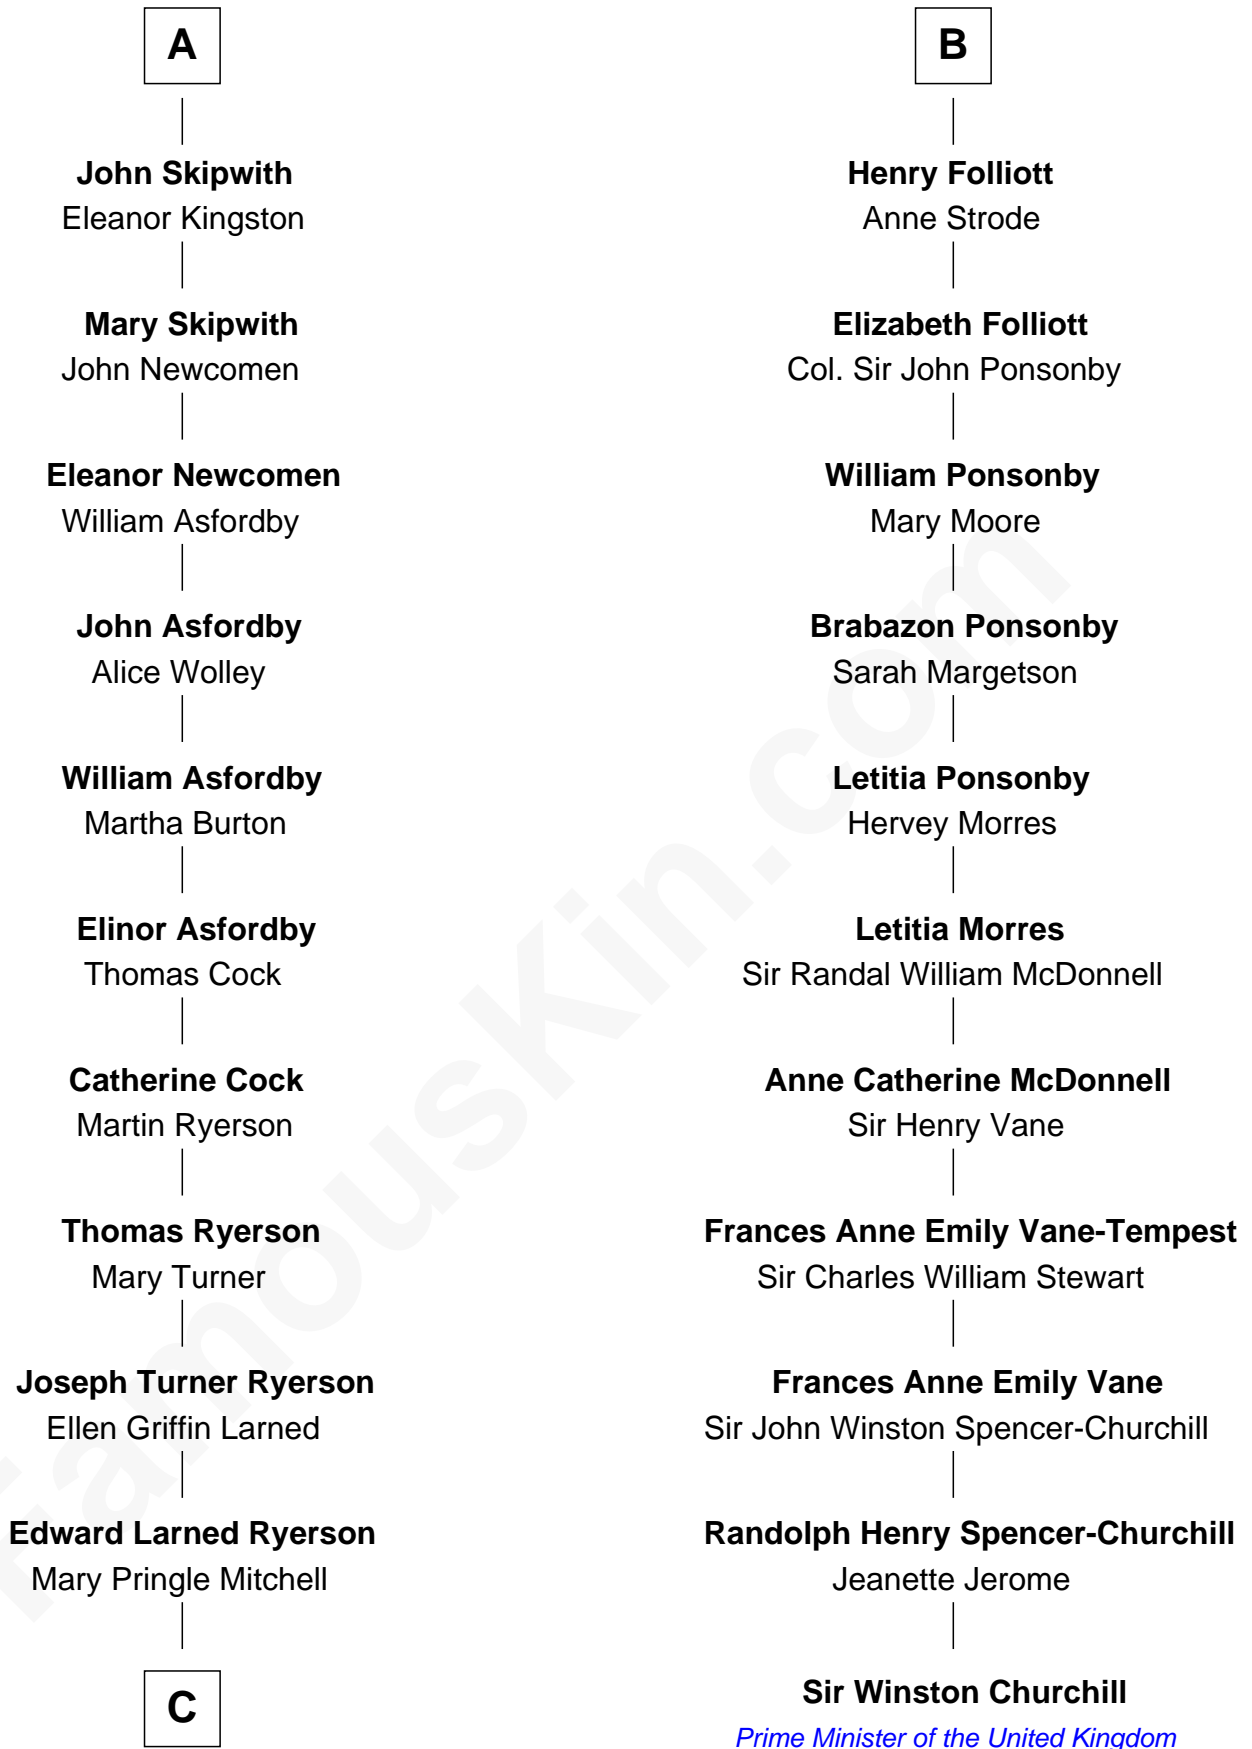 A
John Skipwith
Eleanor Kingston
Mary Skipwith
John Newcomen
Eleanor Newcomen
William Asfordby
John Asfordby
Alice Wolley
William Asfordby
Martha Burton
Elinor Asfordby
Thomas Cock
Catherine Cock
Martin Ryerson
Thomas Ryerson
Mary Turner
Joseph Turner Ryerson
Ellen Griffin Larned
Edward Larned Ryerson
Mary Pringle Mitchell
C
B
Henry Folliott
Anne Strode
Elizabeth Folliott
Col. Sir John Ponsonby
William Ponsonby
Mary Moore
Brabazon Ponsonby
Sarah Margetson
Letitia Ponsonby
Hervey Morres
Letitia Morres
Sir Randal William McDonnell
Anne Catherine McDonnell
Sir Henry Vane
Frances Anne Emily Vane-Tempest
Sir Charles William Stewart
Frances Anne Emily Vane
Sir John Winston Spencer-Churchill
Randolph Henry Spencer-Churchill
Jeanette Jerome
Sir Winston Churchill
Prime Minister of the United Kingdom
FamousKin.com